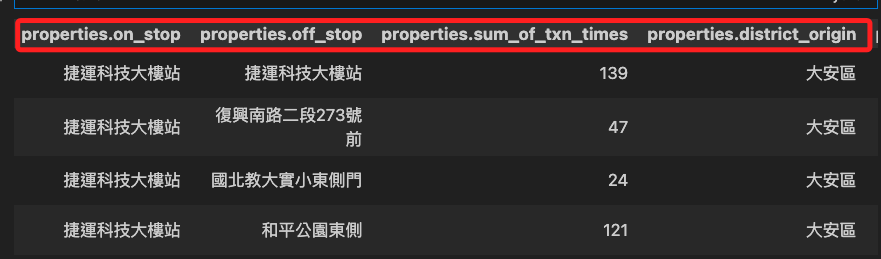 properties.on_stop properties.off_stop properties.sum_of_txn_times properties.district_origin
捷運科技大樓站 捷運科技大樓站 139 大安區
捷運科技大樓站 復興南路二段273號 47 大安區
前
捷運科技大樓站 國北教大實小東側門 24 大安區
捷運科技大樓站 和平公園東側 121 大安區